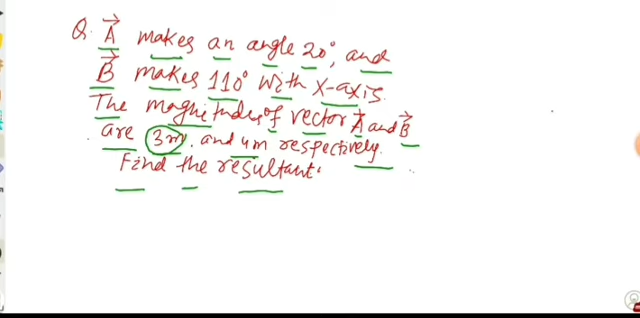 Q. A⃗ makes an angle 20°, and
B⃗ makes 110° with X-axis.
The magnitudes of vector A⃗ and B⃗
are 3m, and 4m respectively.
Find the resultant.